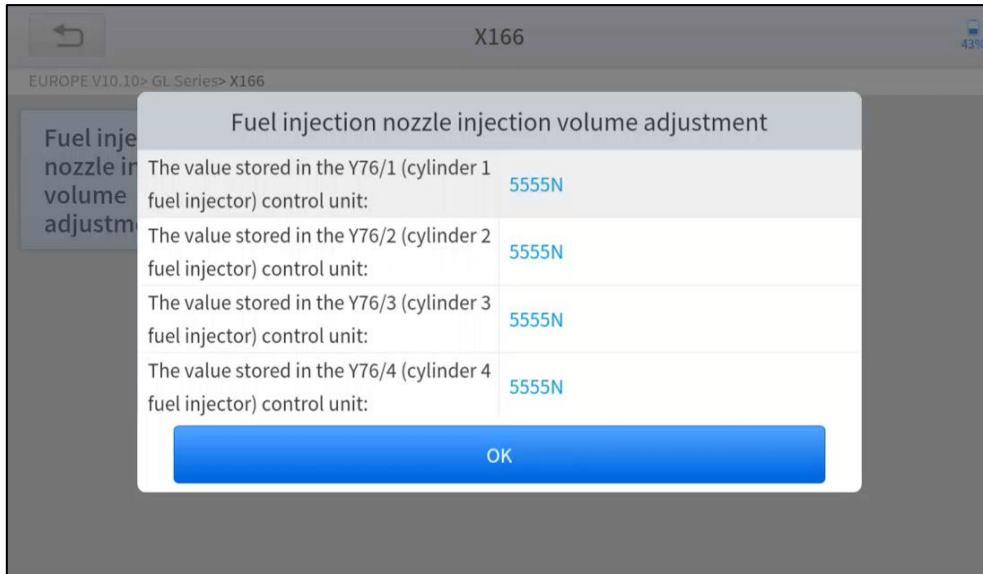 X166
43%
EUROPE V10.10> GL Series> X166
Fuel inje
nozzle in
volume
adjustm
Fuel injection nozzle injection volume adjustment
The value stored in the Y76/1 (cylinder 1
fuel injector) control unit:
5555N
The value stored in the Y76/2 (cylinder 2
fuel injector) control unit:
5555N
The value stored in the Y76/3 (cylinder 3
fuel injector) control unit:
5555N
The value stored in the Y76/4 (cylinder 4
fuel injector) control unit:
5555N
OK